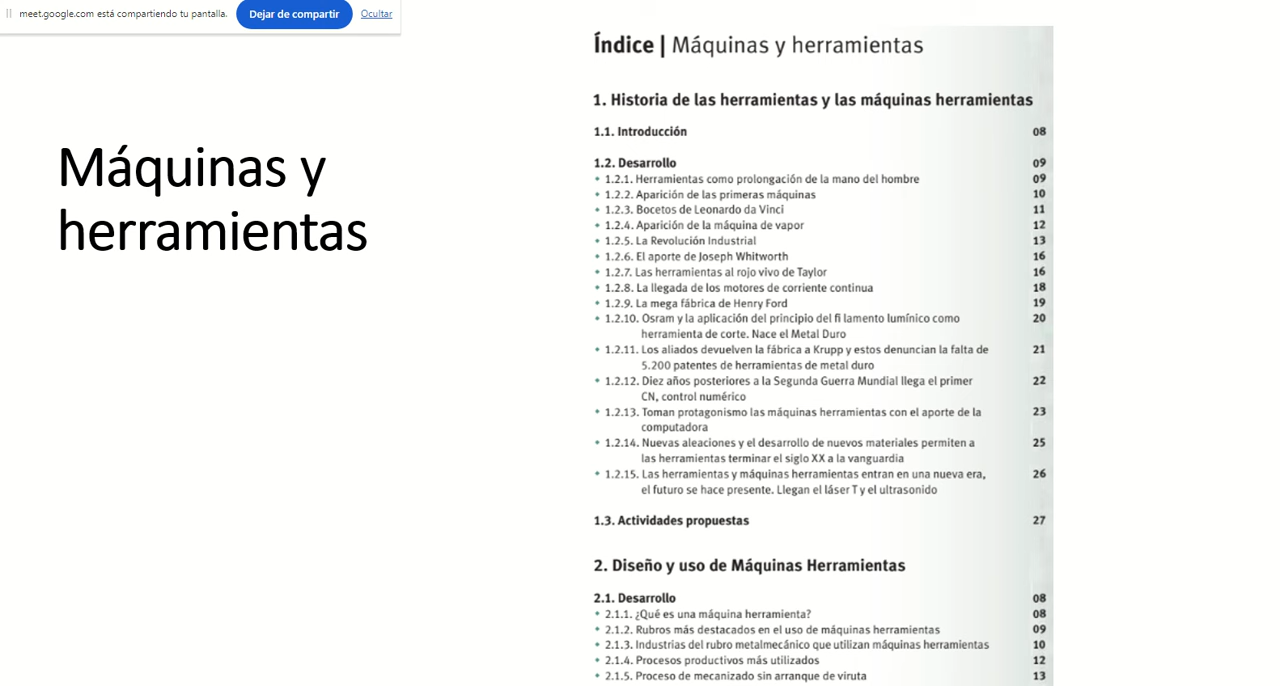 meet.google.com está compartiendo tu pantalla. Dejar de compartir Ocultar
Máquinas y
herramientas
Índice | Máquinas y herramientas
1. Historia de las herramientas y las máquinas herramientas
1.1. Introducción 08
1.2. Desarrollo 09
• 1.2.1. Herramientas como prolongación de la mano del hombre 09
• 1.2.2. Aparición de las primeras máquinas 10
• 1.2.3. Bocetos de Leonardo da Vinci 11
• 1.2.4. Aparición de la máquina de vapor 12
• 1.2.5. La Revolución Industrial 13
• 1.2.6. El aporte de Joseph Whitworth 16
• 1.2.7. Las herramientas al rojo vivo de Taylor 16
• 1.2.8. La llegada de los motores de corriente continua 18
• 1.2.9. La mega fábrica de Henry Ford 19
• 1.2.10. Osram y la aplicación del principio del fi lamento lumínico como 20
herramienta de corte. Nace el Metal Duro
• 1.2.11. Los aliados devuelven la fábrica a Krupp y estos denuncian la falta de 21
5.200 patentes de herramientas de metal duro
• 1.2.12. Diez años posteriores a la Segunda Guerra Mundial llega el primer 22
CN, control numérico
• 1.2.13. Toman protagonismo las máquinas herramientas con el aporte de la 23
computadora
• 1.2.14. Nuevas aleaciones y el desarrollo de nuevos materiales permiten a 25
las herramientas terminar el siglo XX a la vanguardia
• 1.2.15. Las herramientas y máquinas herramientas entran en una nueva era, 26
el futuro se hace presente. Llegan el láser T y el ultrasonido
1.3. Actividades propuestas 27
2. Diseño y uso de Máquinas Herramientas
2.1. Desarrollo 08
• 2.1.1. ¿Qué es una máquina herramienta? 08
• 2.1.2. Rubros más destacados en el uso de máquinas herramientas 09
• 2.1.3. Industrias del rubro metalmecánico que utilizan máquinas herramientas 10
• 2.1.4. Procesos productivos más utilizados 12
• 2.1.5. Proceso de mecanizado sin arranque de viruta 13